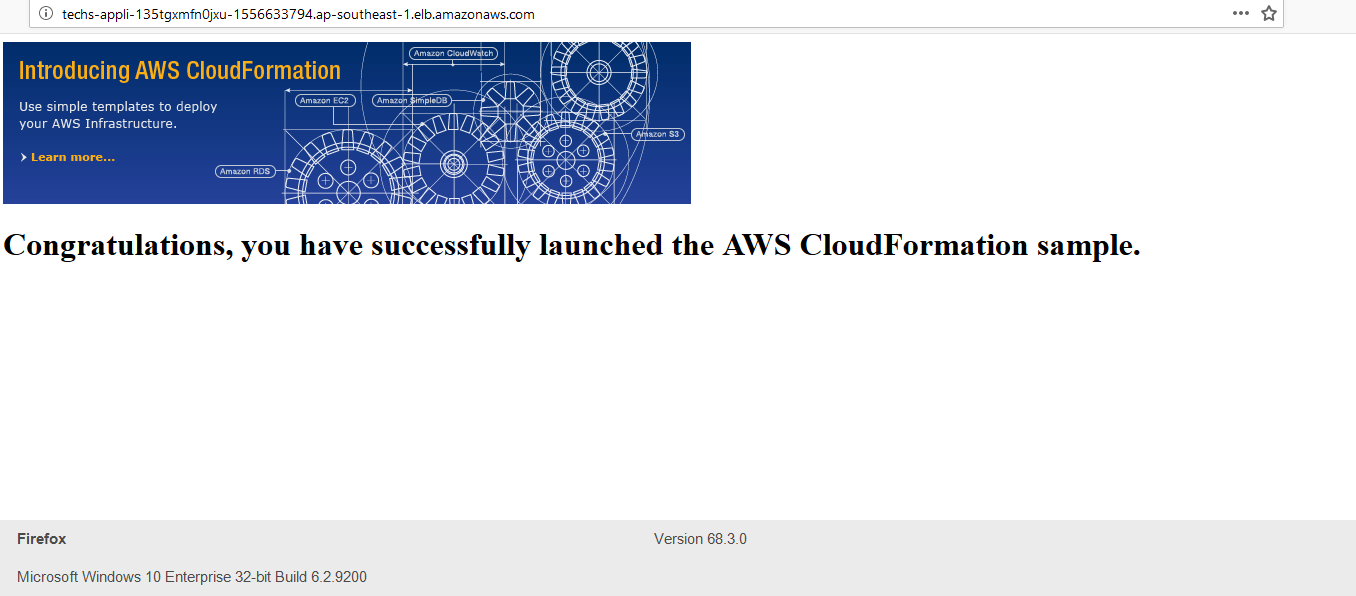 techs-appli-135tgxmfn0jxu-1556633794.ap-southeast-1.elb.amazonaws.com
Amazon CloudWatch
Introducing AWS CloudFormation
Amazon EC2
Amazon SimpleDB
Use simple templates to deploy
your AWS Infrastructure.
Amazon S3
Learn more...
Amazon RDS
Congratulations, you have successfully launched the AWS CloudFormation sample.
Firefox
Version 68.3.0
Microsoft Windows 10 Enterprise 32-bit Build 6.2.9200